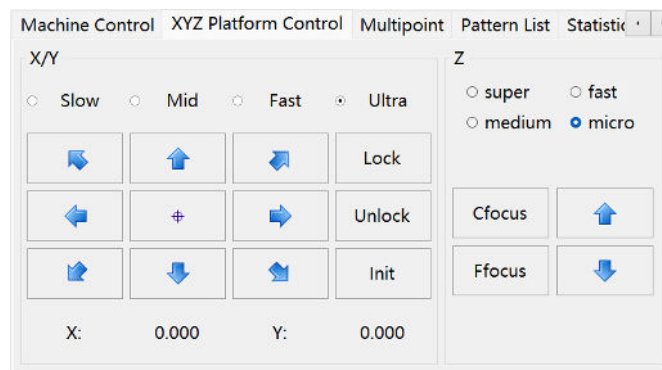 Machine Control XYZ Platform Control Multipoint Pattern List
X/Y
Slow Mid Fast Ultra
Lock
Unlock
Init
X: 0.000 Y: 0.000
Z
super fast
medium micro
Cfocus
Ffocus